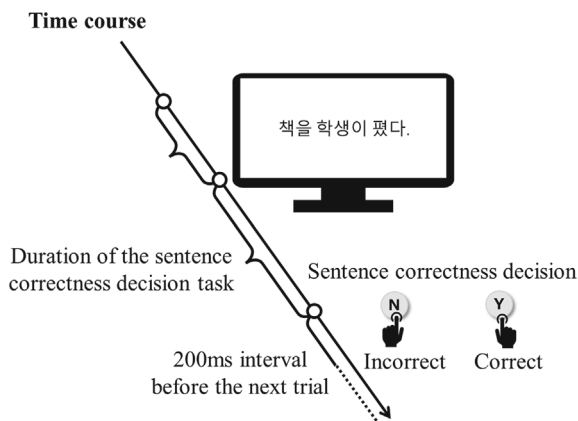 Time course
책을 학생이 폈다.
Duration of the sentence
correctness decision task
Sentence correctness decision
N
Y
Incorrect
Correct
200ms interval
before the next trial